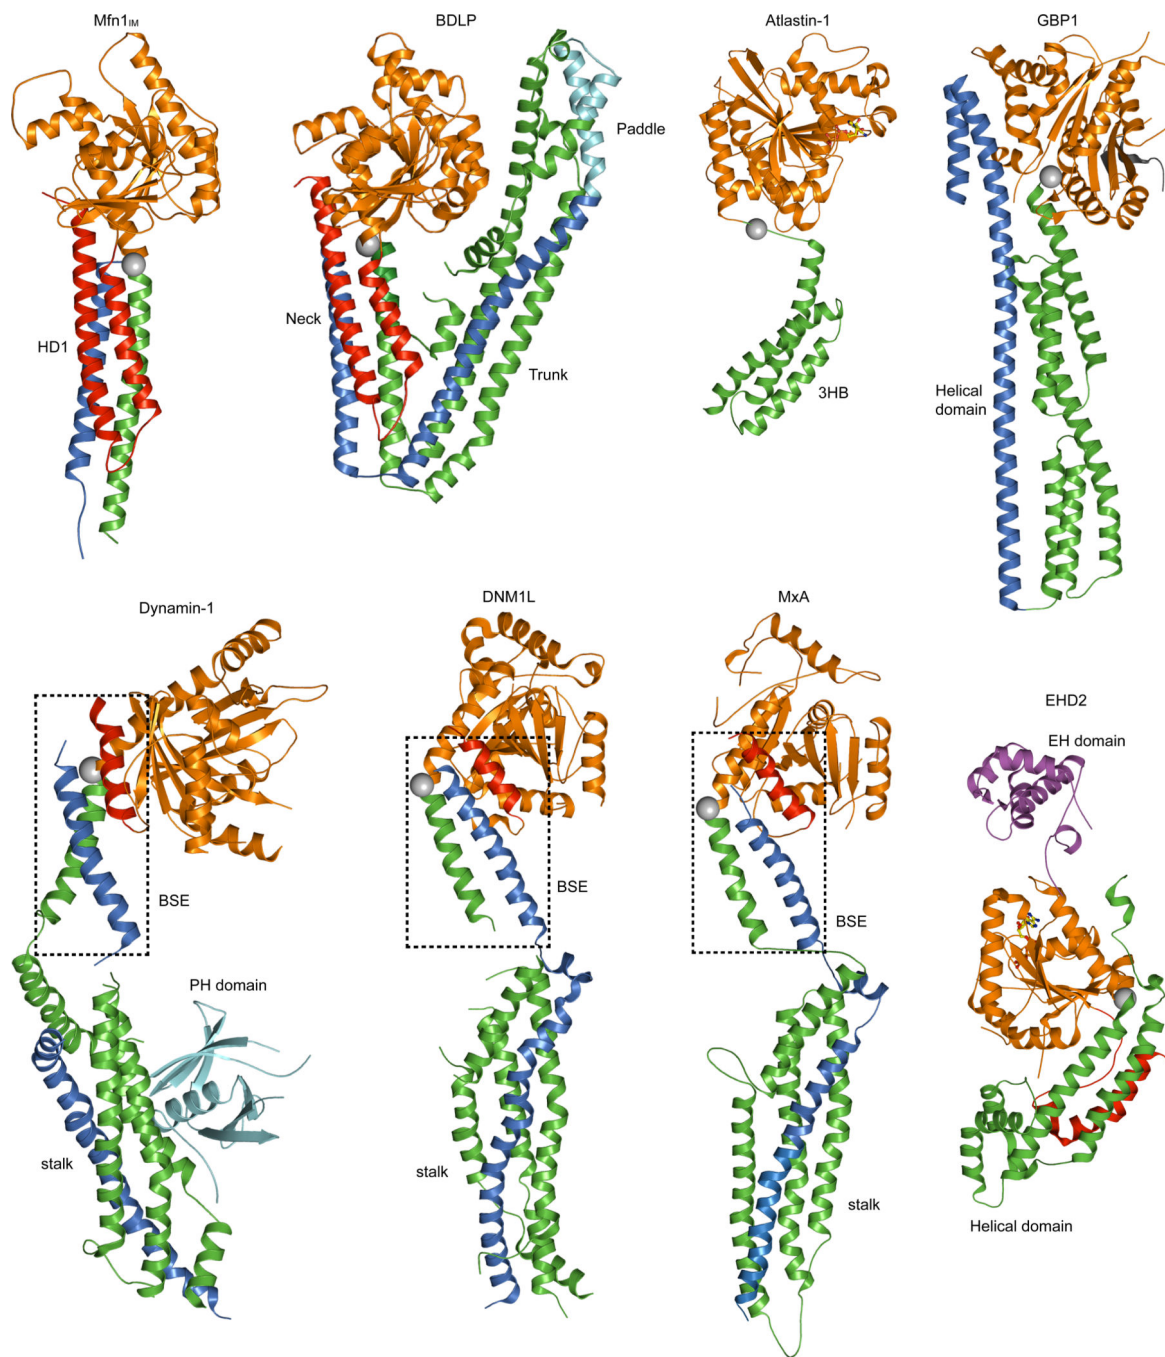 Mfn1IM
BDLP
Atlastin-1
GBP1
Paddle
Neck
HD1
Trunk
3HB
Helical
domain
Dynamin-1
DNM1L
MxA
EHD2
EH domain
BSE
BSE
BSE
PH domain
stalk
stalk
stalk
Helical domain